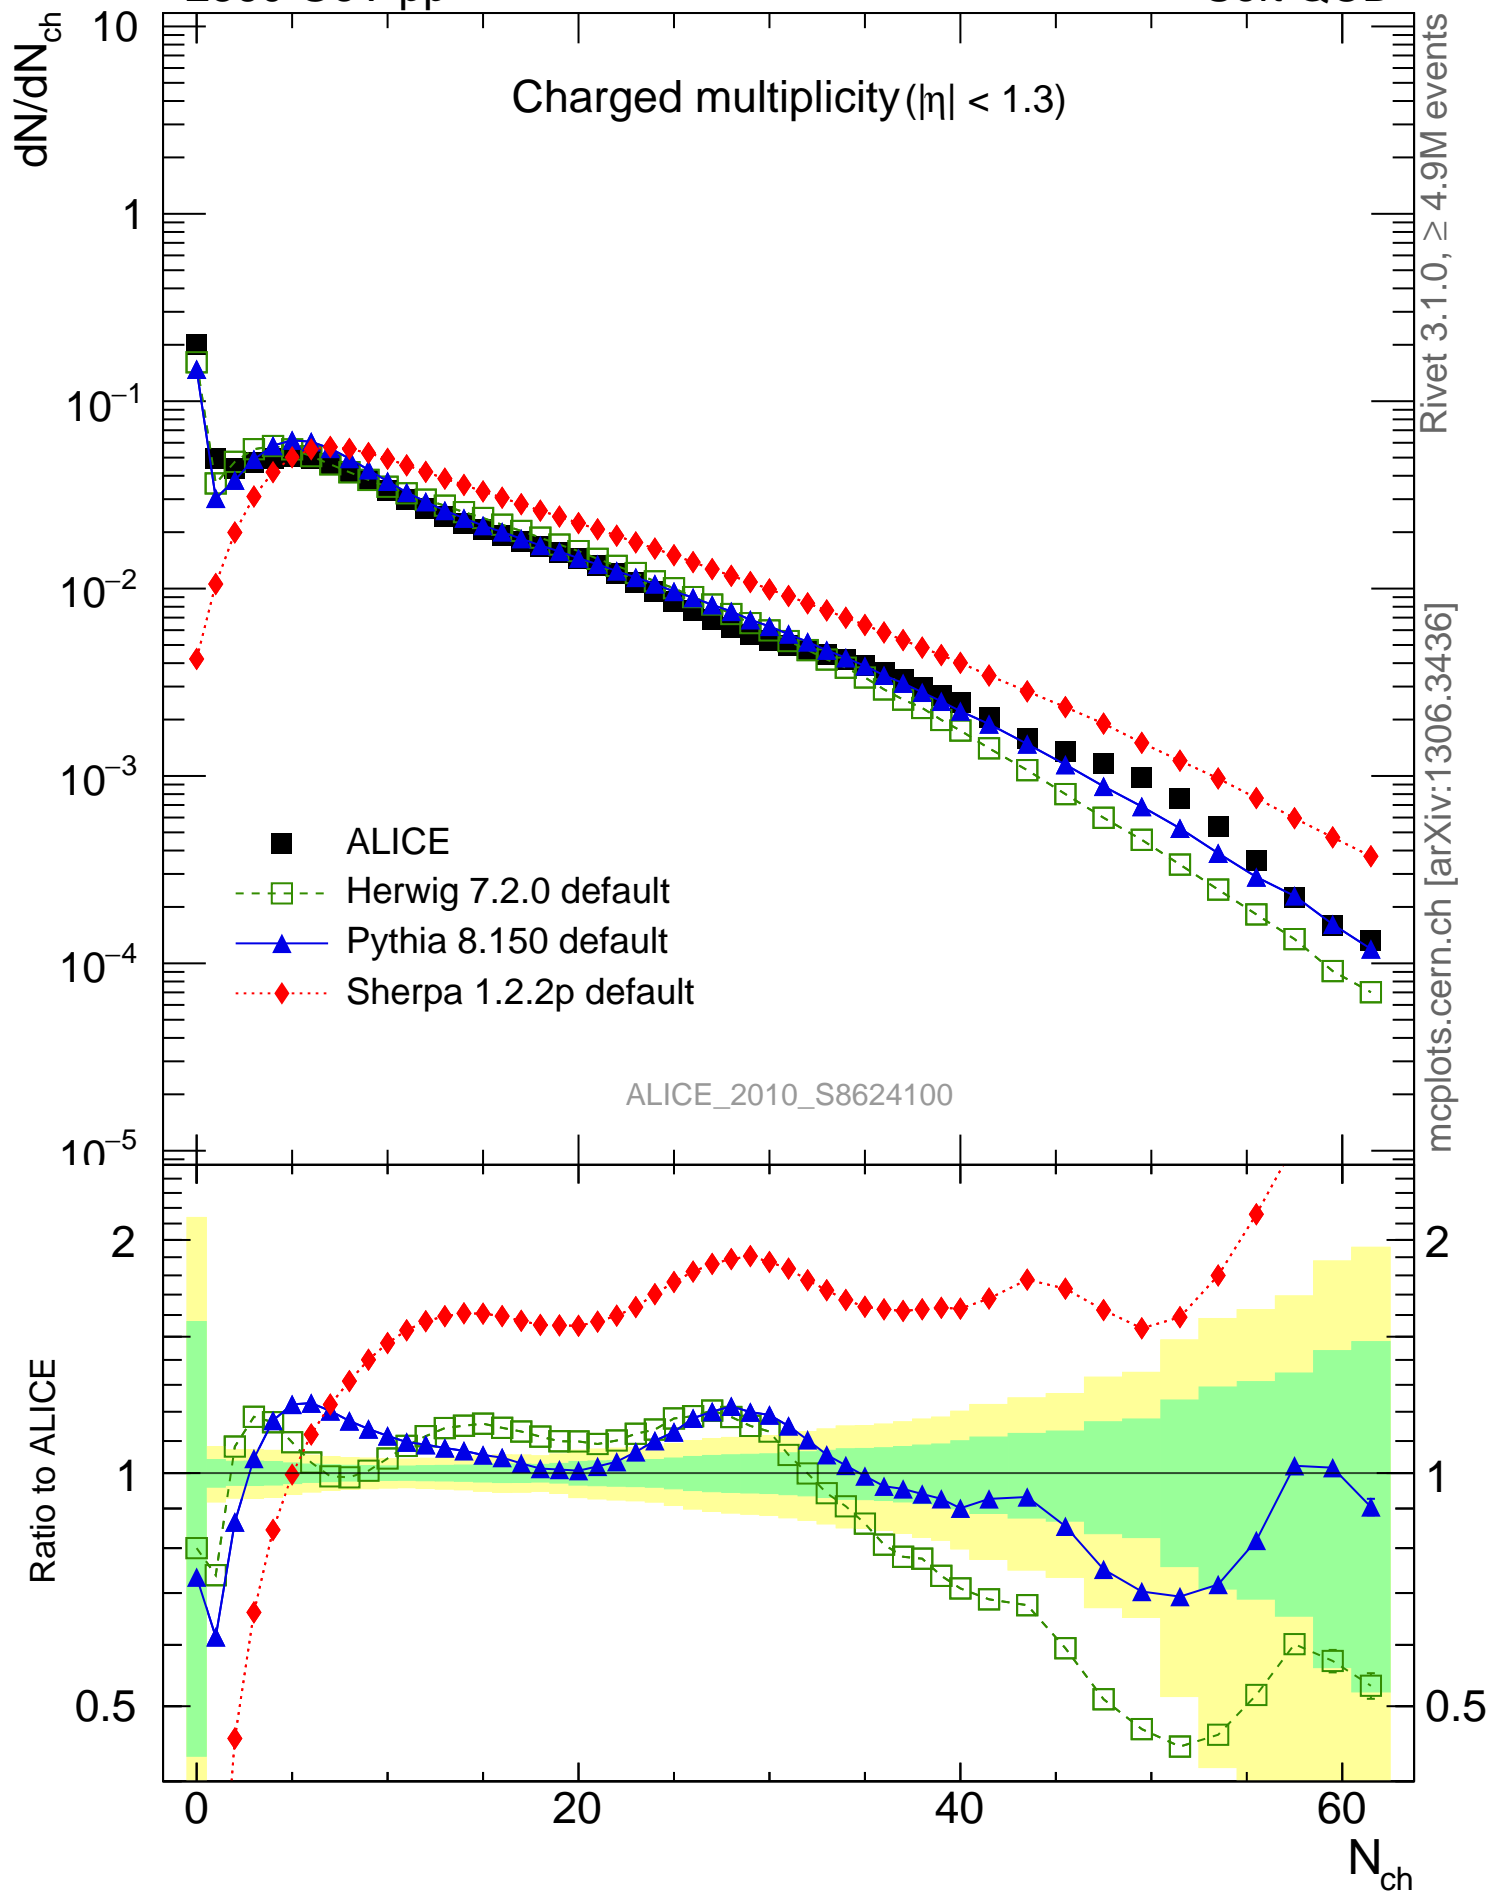 dN/dN_ch
Charged multiplicity (|η| < 1.3)
10
1
10⁻¹
10⁻²
10⁻³
10⁻⁴
10⁻⁵
ALICE
Herwig 7.2.0 default
Pythia 8.150 default
Sherpa 1.2.2p default
ALICE_2010_S8624100
Rivet 3.1.0, ≥ 4.9M events
mcplots.cern.ch [arXiv:1306.3436]
Ratio to ALICE
2
1
0.5
2
1
0.5
0 20 40 60
N_ch